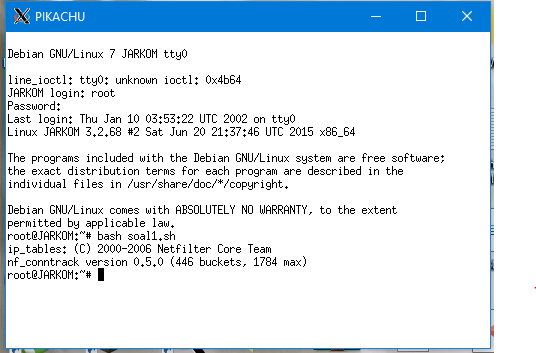 PIKACHU
Debian GNU/Linux 7 JARKOM tty0
line_ioctl: tty0: unknown ioctl: 0x4b64
JARKOM login: root
Password:
Last login: Thu Jan 10 03:53:22 UTC 2002 on tty0
Linux JARKOM 3.2.68 #2 Sat Jun 20 21:37:46 UTC 2015 x86_64
The programs included with the Debian GNU/Linux system are free software;
the exact distribution terms for each program are described in the
individual files in /usr/share/doc/*/copyright.
Debian GNU/Linux comes with ABSOLUTELY NO WARRANTY, to the extent
permitted by applicable law.
root@JARKOM:~# bash soal1.sh
ip_tables: (C) 2000-2006 Netfilter Core Team
nf_conntrack version 0.5.0 (446 buckets, 1784 max)
root@JARKOM:~#